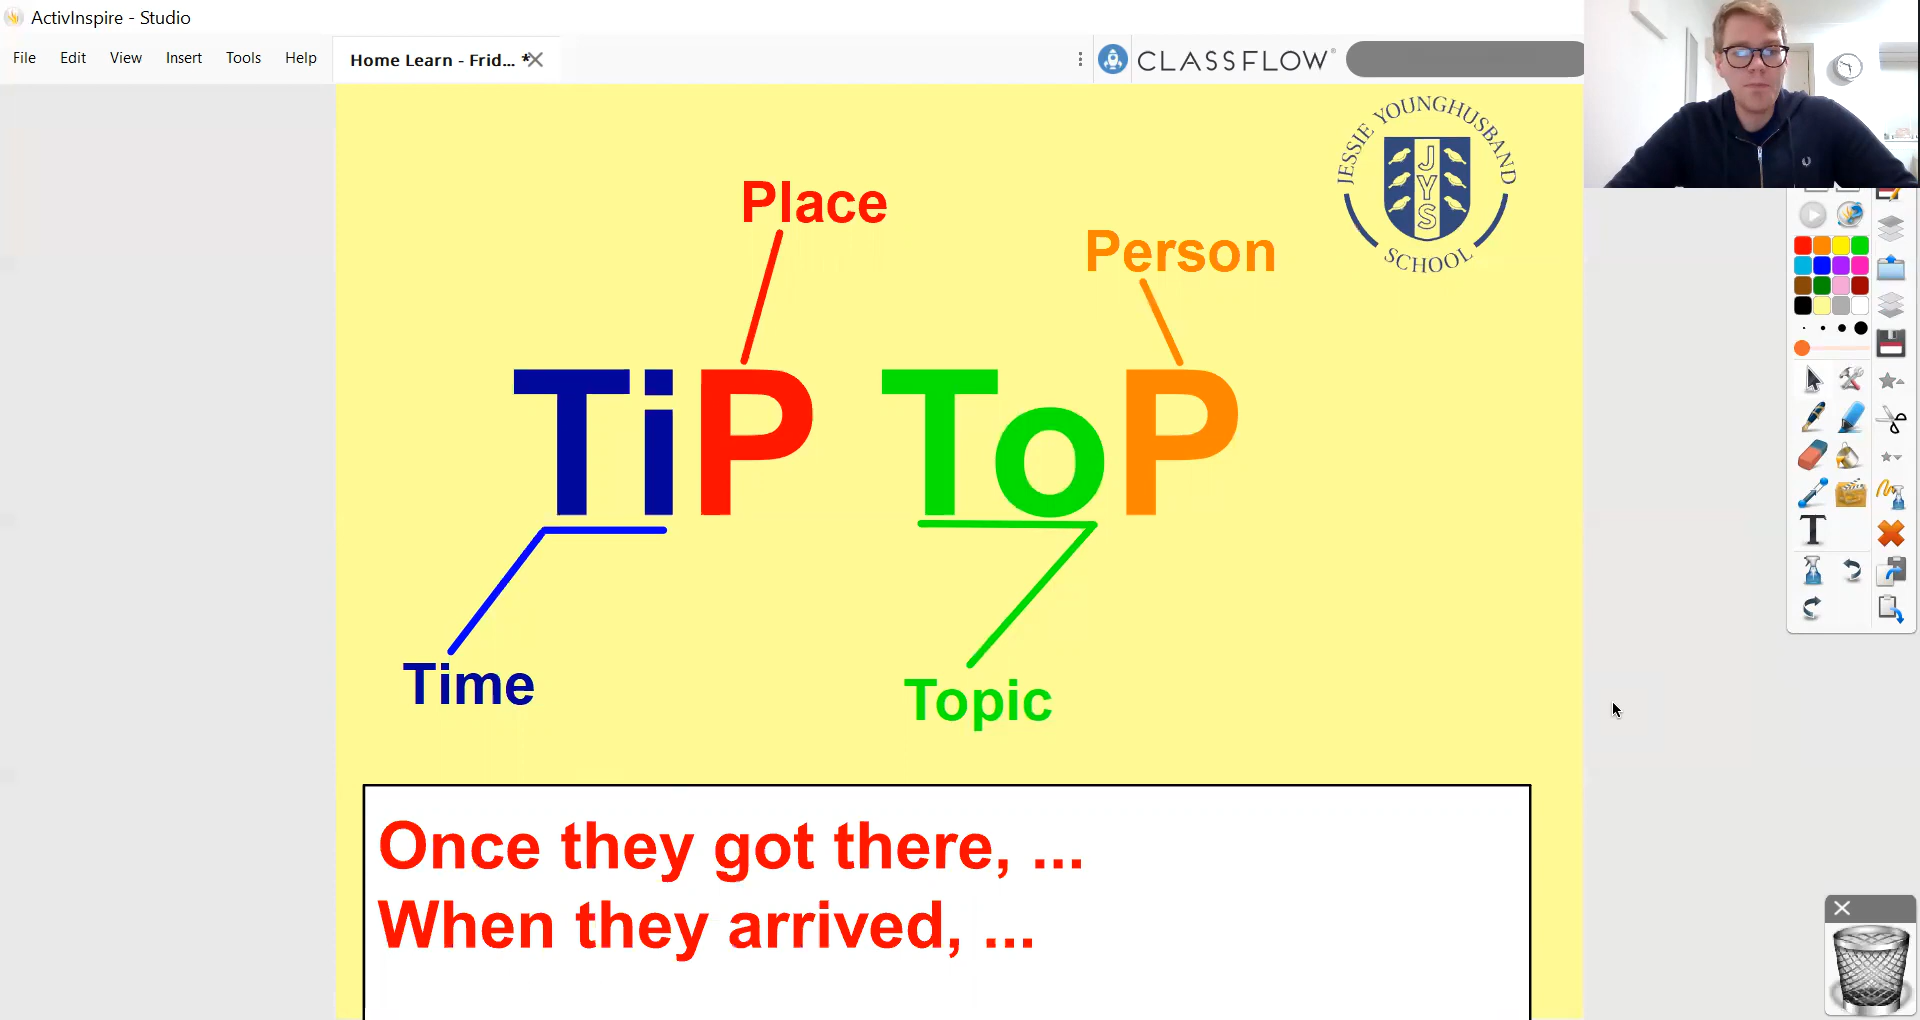 ActivInspire - Studio
File Edit View Insert Tools Help
Home Learn - Frid... *
CLASSFLOW
JESSIE YOUNGHUSBAND
JYS
SCHOOL
Place
Person
TiP ToP
Time
Topic
Once they got there, ...
When they arrived, ...